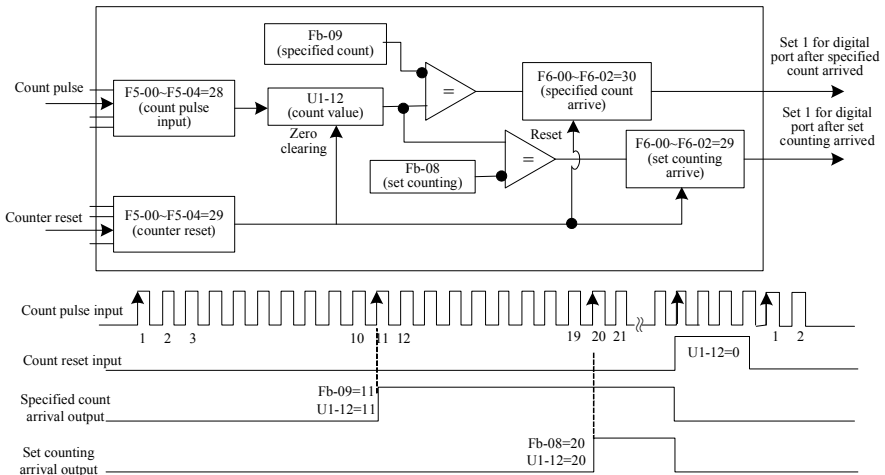 Fb-09
(specified count)
Set 1 for digital
port after specified
count arrived
Count pulse
F5-00~F5-04=28
(count pulse
input)
U1-12
(count value)
=
F6-00~F6-02=30
(specified count
arrive)
Set 1 for digital
port after set
counting arrived
Zero
clearing
Reset
=
F6-00~F6-02=29
(set counting
arrive)
Fb-08
(set counting)
Counter reset
F5-00~F5-04=29
(counter reset)
Count pulse input
1 2 3 10 11 12 19 20 21 1 2
Count reset input
U1-12=0
Specified count
arrival output
Fb-09=11
U1-12=11
Set counting
arrival output
Fb-08=20
U1-12=20